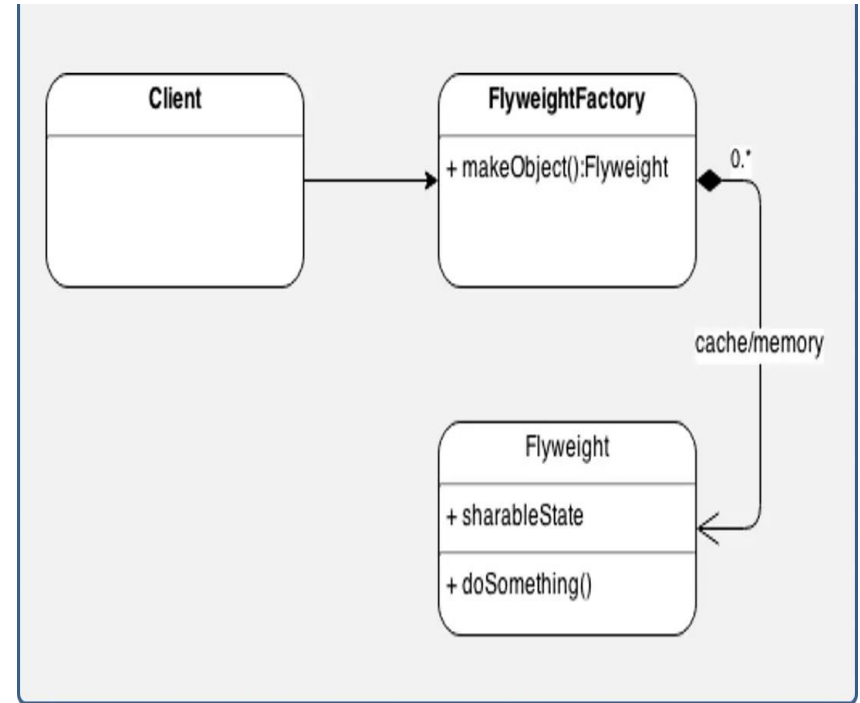 Client
FlyweightFactory
+ makeObject():Flyweight
0.*
cache/memory
Flyweight
+ sharableState
+ doSomething()